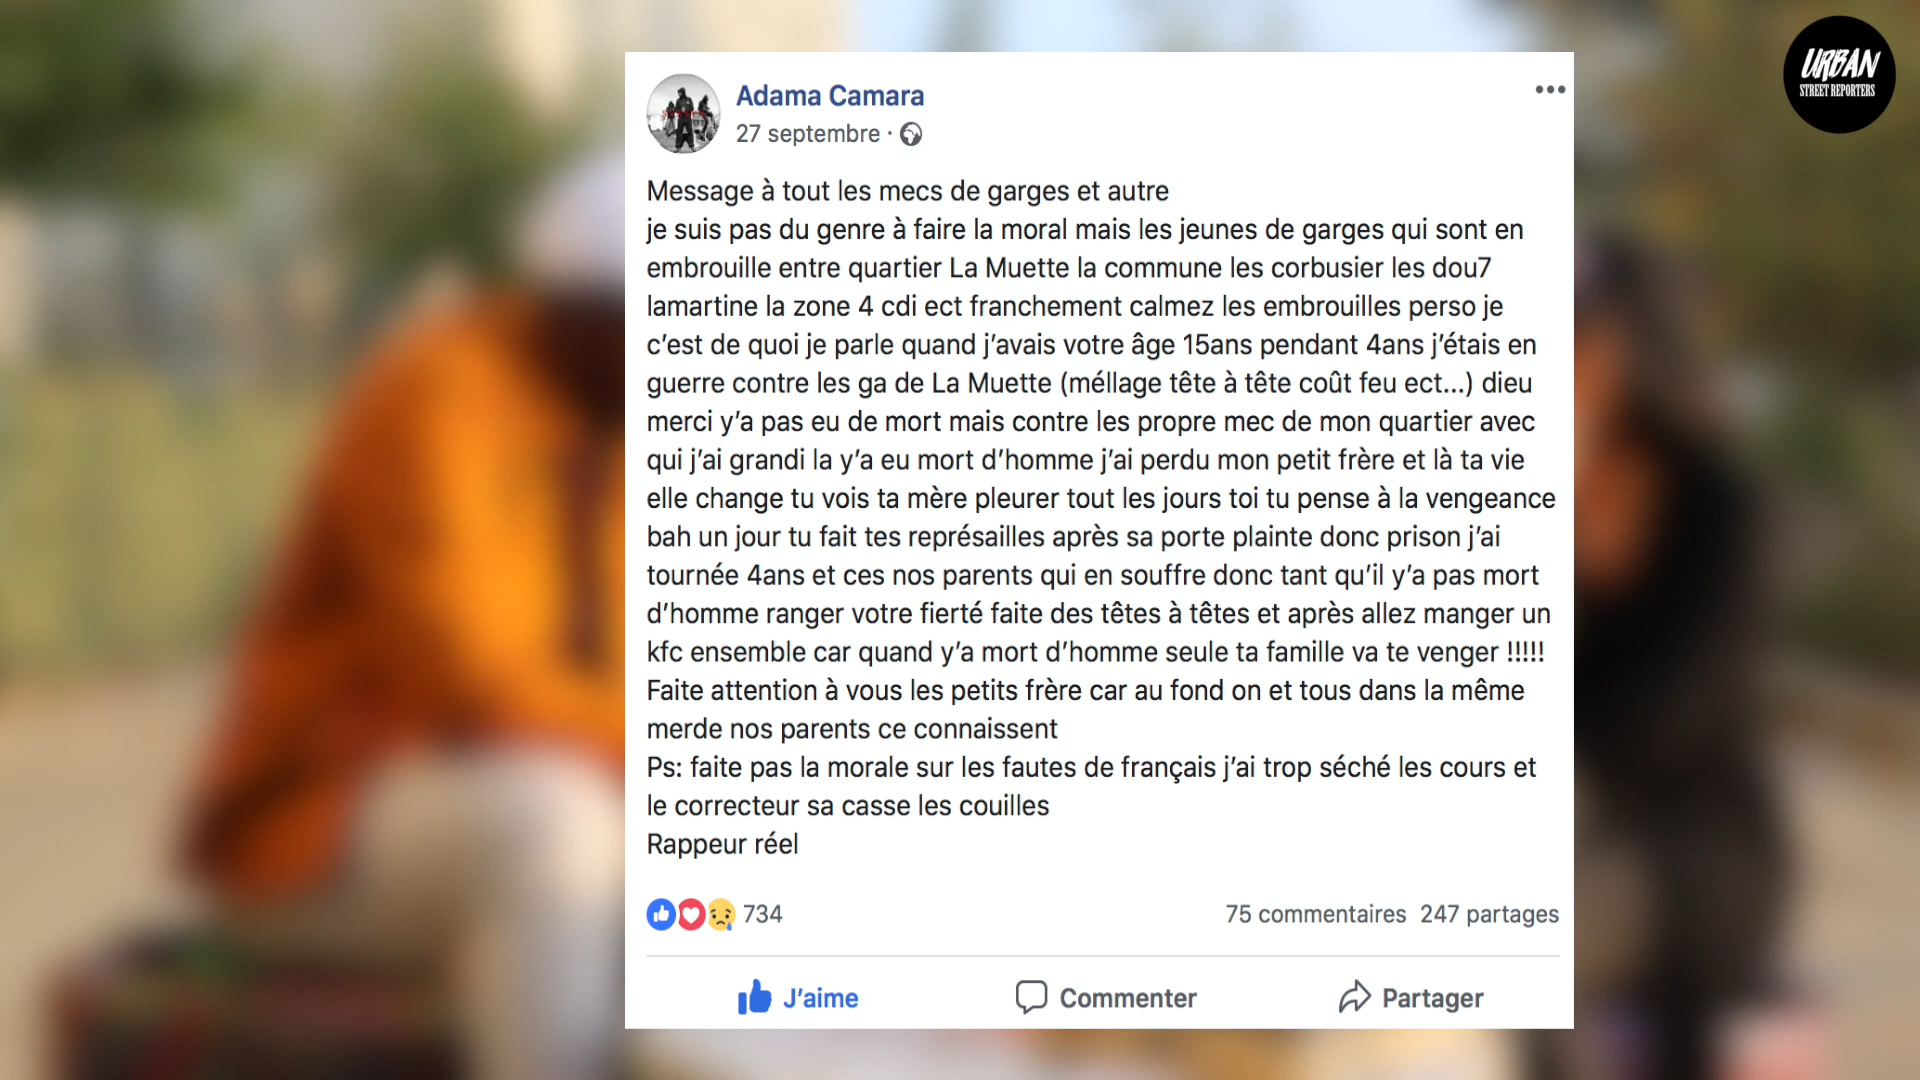 URBAN
STREET REPORTERS
Adama Camara
27 septembre ·
Message à tout les mecs de garges et autre
je suis pas du genre à faire la moral mais les jeunes de garges qui sont en
embrouille entre quartier La Muette la commune les corbusier les dou7
lamartine la zone 4 cdi ect franchement calmez les embrouilles perso je
c’est de quoi je parle quand j’avais votre âge 15ans pendant 4ans j’étais en
guerre contre les ga de La Muette (méllage tête à tête coût feu ect...) dieu
merci y’a pas eu de mort mais contre les propre mec de mon quartier avec
qui j’ai grandi la y’a eu mort d’homme j’ai perdu mon petit frère et là ta vie
elle change tu vois ta mère pleurer tout les jours toi tu pense à la vengeance
bah un jour tu fait tes représailles après sa porte plainte donc prison j’ai
tournée 4ans et ces nos parents qui en souffre donc tant qu’il y’a pas mort
d’homme ranger votre fierté faite des têtes à têtes et après allez manger un
kfc ensemble car quand y’a mort d’homme seule ta famille va te venger !!!!!
Faite attention à vous les petits frère car au fond on et tous dans la même
merde nos parents ce connaissent
Ps: faite pas la morale sur les fautes de français j’ai trop séché les cours et
le correcteur sa casse les couilles
Rappeur réel
734
75 commentaires 247 partages
J’aime
Commenter
Partager